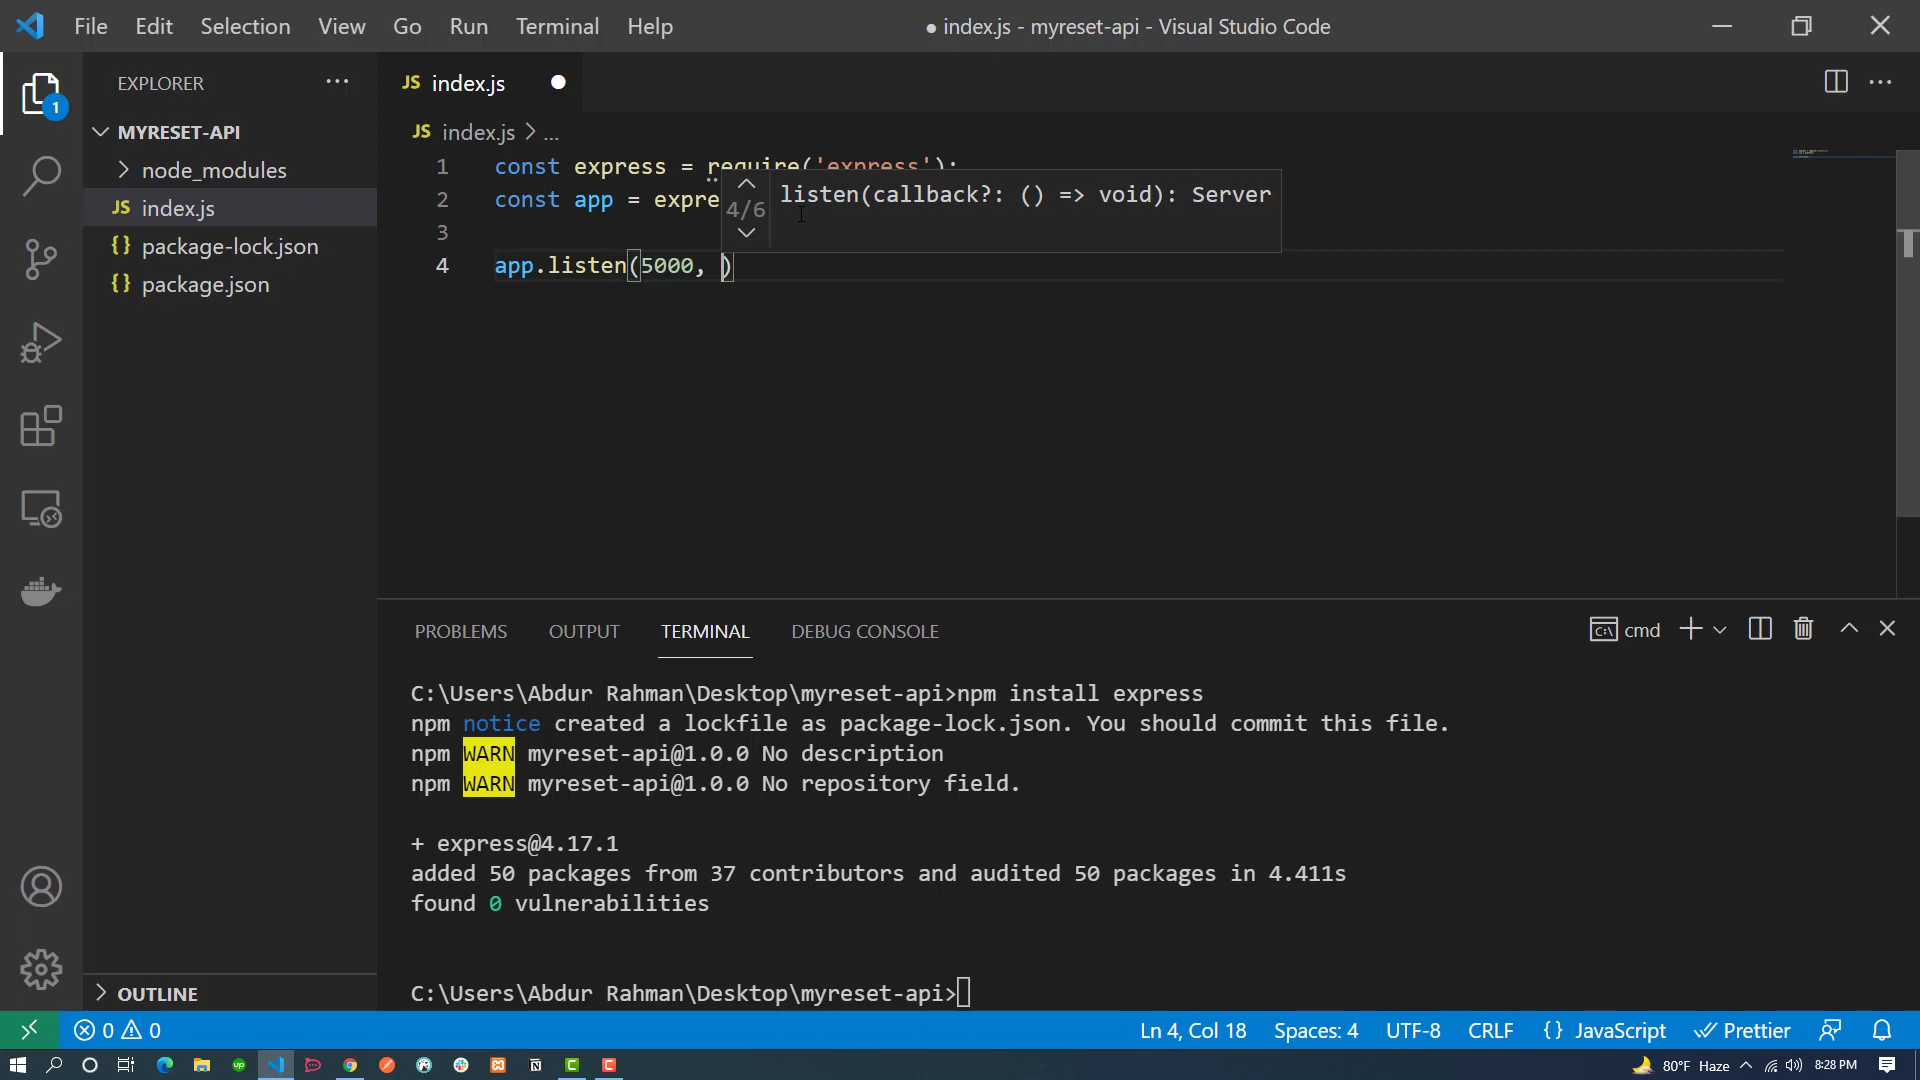 File Edit Selection View Go Run Terminal Help
● index.js - myreset-api - Visual Studio Code
EXPLORER
1
MYRESET-API
node_modules
JS index.js
{} package-lock.json
{} package.json
OUTLINE
JS index.js
JS index.js > ...
1 const express = require('express');
2 const app = expre
3
4 app.listen(5000, )
4/6 listen(callback?: () => void): Server
PROBLEMS OUTPUT TERMINAL DEBUG CONSOLE
cmd
C:\Users\Abdur Rahman\Desktop\myreset-api>npm install express
npm notice created a lockfile as package-lock.json. You should commit this file.
npm WARN myreset-api@1.0.0 No description
npm WARN myreset-api@1.0.0 No repository field.
+ express@4.17.1
added 50 packages from 37 contributors and audited 50 packages in 4.411s
found 0 vulnerabilities
C:\Users\Abdur Rahman\Desktop\myreset-api>
0 0
Ln 4, Col 18 Spaces: 4 UTF-8 CRLF {} JavaScript Prettier
80°F Haze 8:28 PM